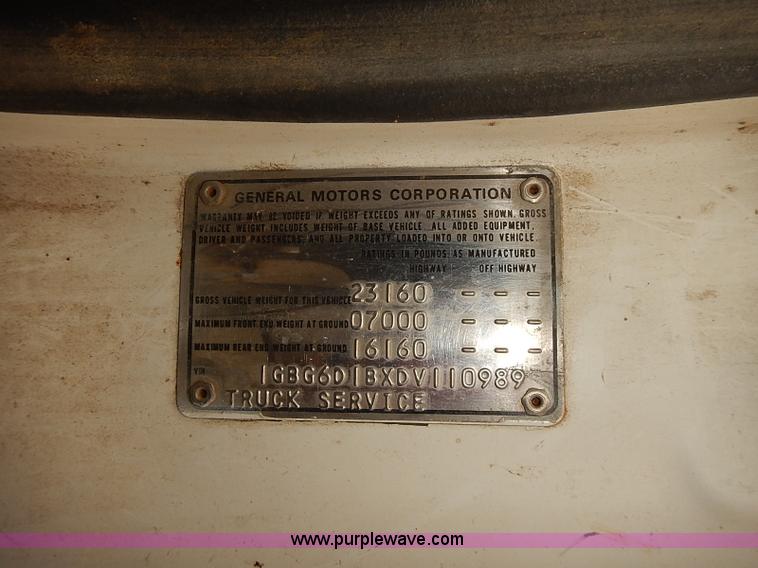 GENERAL MOTORS CORPORATION
WARRANTY MAY BE VOIDED IF WEIGHT EXCEEDS ANY OF RATINGS SHOWN. GROSS
VEHICLE WEIGHT INCLUDES WEIGHT OF BASE VEHICLE. ALL ADDED EQUIPMENT,
DRIVER AND PASSENGERS, AND ALL PROPERTY LOADED INTO OR ONTO VEHICLE.
RATINGS IN POUNDS AS MANUFACTURED
HIGHWAY OFF HIGHWAY
GROSS VEHICLE WEIGHT FOR THIS VEHICLE 23160 - - -
MAXIMUM FRONT END WEIGHT AT GROUND 07000 - - -
MAXIMUM REAR END WEIGHT AT GROUND 16160 - - -
VIN 1GBG6D1BXDV110989
TRUCK SERVICE
www.purplewave.com